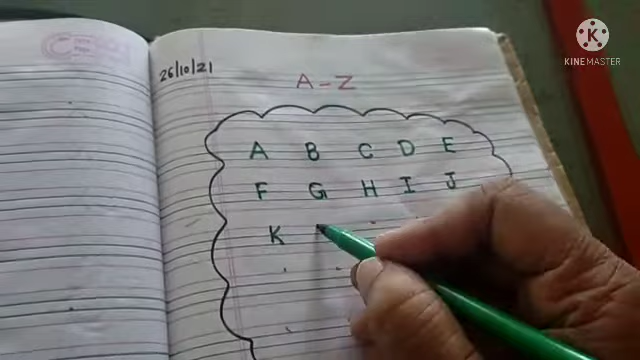 26/10/21
A - Z
A B C D E
F G H I J
K
KINEMASTER